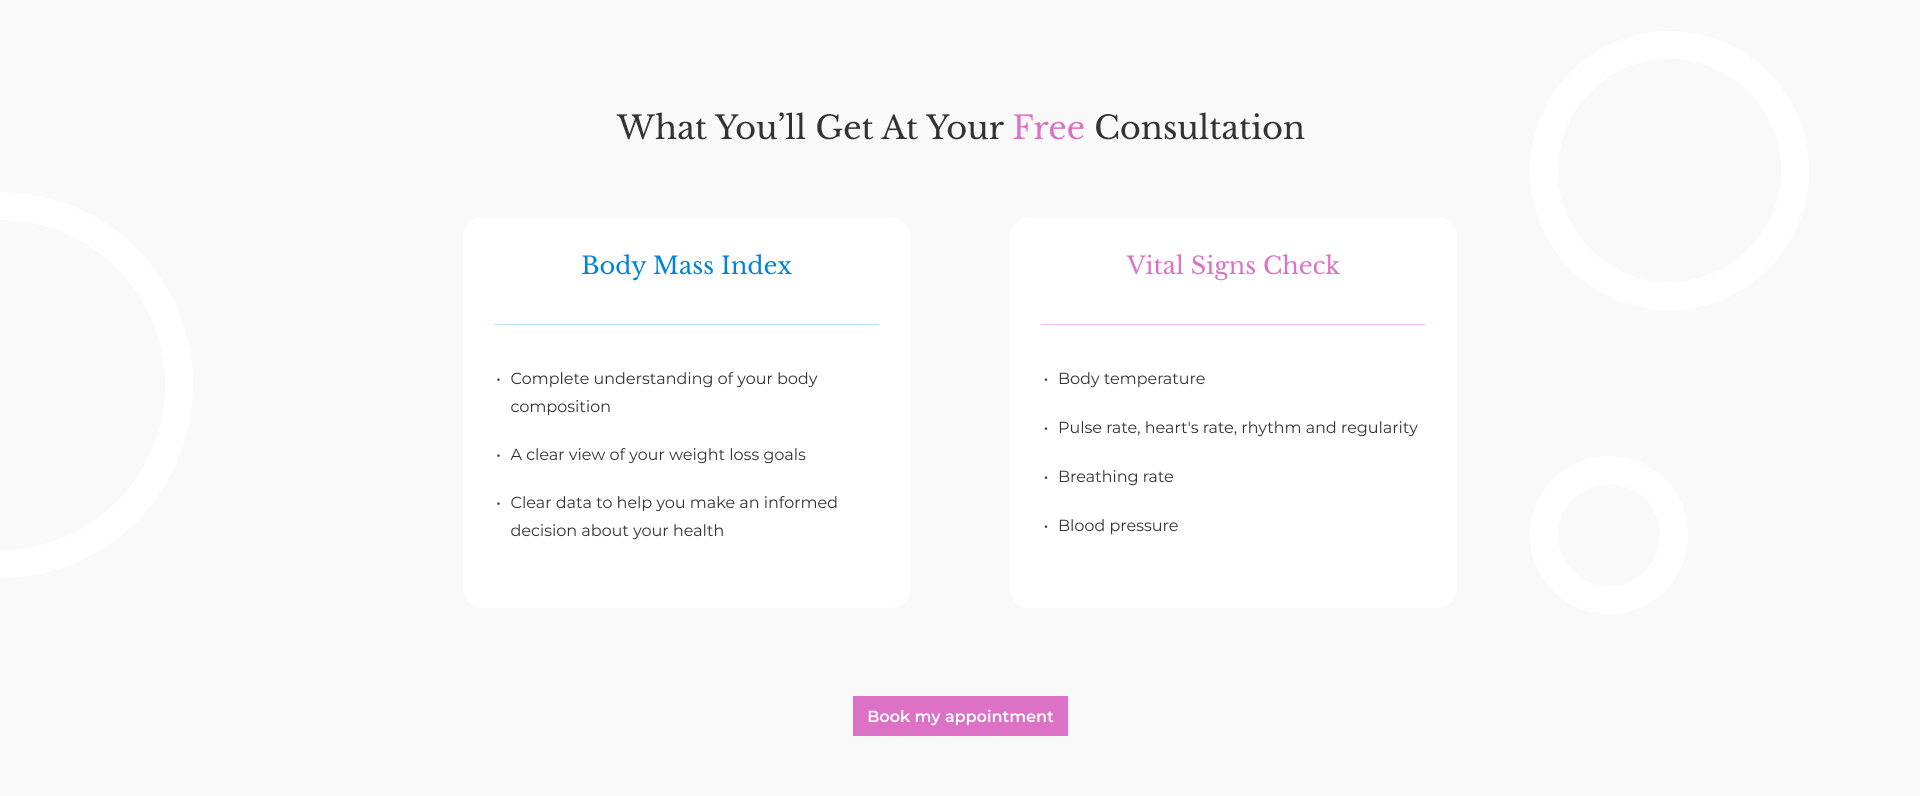 What You’ll Get At Your Free Consultation
Body Mass Index
• Complete understanding of your body
composition
• A clear view of your weight loss goals
• Clear data to help you make an informed
decision about your health
Vital Signs Check
• Body temperature
• Pulse rate, heart's rate, rhythm and regularity
• Breathing rate
• Blood pressure
Book my appointment